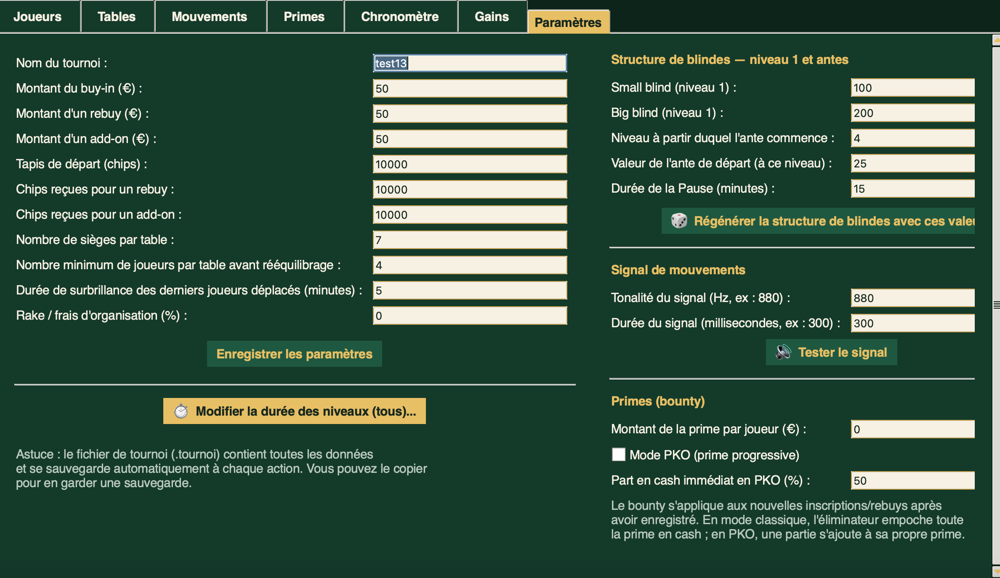 Joueurs
Tables
Mouvements
Primes
Chronomètre
Gains
Paramètres
Nom du tournoi :
test13
Montant du buy-in (€) :
50
Montant d'un rebuy (€) :
50
Montant d'un add-on (€) :
50
Tapis de départ (chips) :
10000
Chips reçues pour un rebuy :
10000
Chips reçues pour un add-on :
10000
Nombre de sièges par table :
7
Nombre minimum de joueurs par table avant rééquilibrage :
4
Durée de surbrillance des derniers joueurs déplacés (minutes) :
5
Rake / frais d'organisation (%) :
0
Enregistrer les paramètres
Modifier la durée des niveaux (tous)...
Astuce : le fichier de tournoi (.tournoi) contient toutes les données
et se sauvegarde automatiquement à chaque action. Vous pouvez le copier
pour en garder une sauvegarde.
Structure de blindes — niveau 1 et antes
Small blind (niveau 1) :
100
Big blind (niveau 1) :
200
Niveau à partir duquel l'ante commence :
4
Valeur de l'ante de départ (à ce niveau) :
25
Durée de la Pause (minutes) :
15
Régénérer la structure de blindes avec ces
Signal de mouvements
Tonalité du signal (Hz, ex : 880) :
880
Durée du signal (millisecondes, ex : 300) :
300
Tester le signal
Primes (bounty)
Montant de la prime par joueur (€) :
0
Mode PKO (prime progressive)
Part en cash immédiat en PKO (%) :
50
Le bounty s'applique aux nouvelles inscriptions/rebuys après
avoir enregistré. En mode classique, l'éliminateur empoche toute
la prime en cash ; en PKO, une partie s'ajoute à sa propre prime.